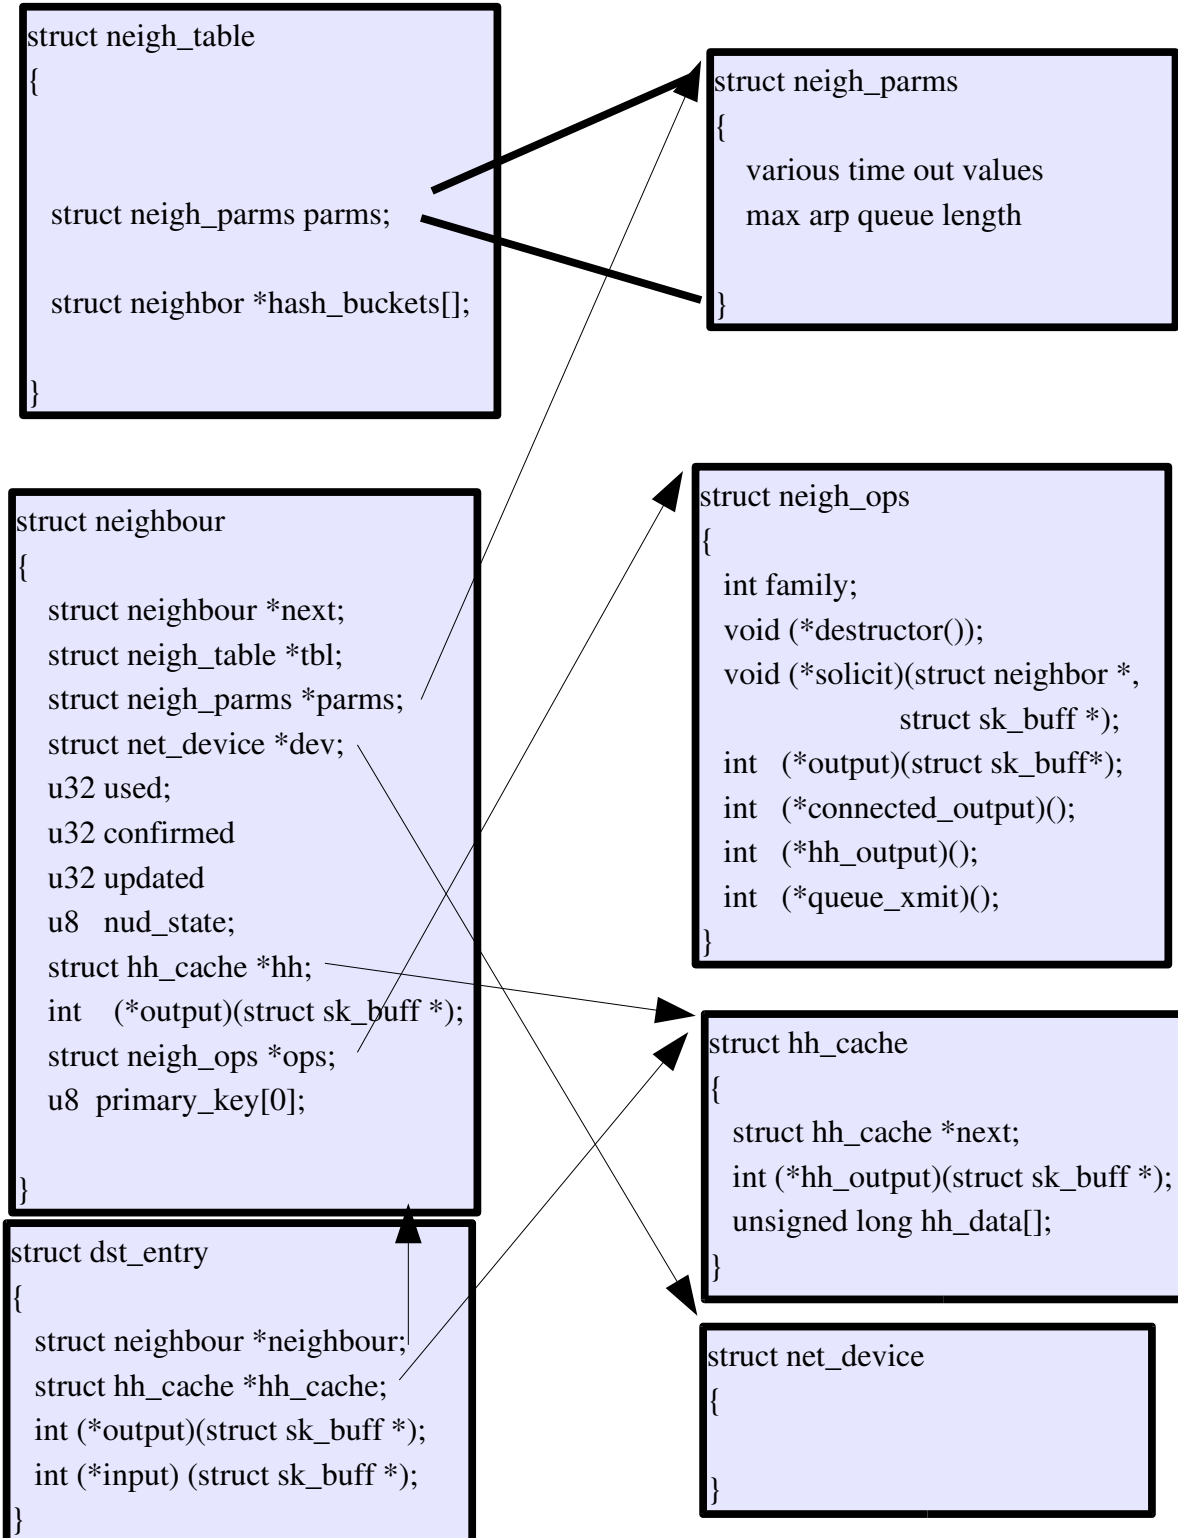 struct neigh_table
{
struct neigh_parms parms;
struct neighbor *hash_buckets[];
}
struct neigh_parms
{
various time out values
max arp queue length
}
struct neighbour
{
struct neighbour *next;
struct neigh_table *tbl;
struct neigh_parms *parms;
struct net_device *dev;
u32 used;
u32 confirmed
u32 updated
u8 nud_state;
struct hh_cache *hh;
int (*output)(struct sk_buff *);
struct neigh_ops *ops;
u8 primary_key[0];
}
struct neigh_ops
{
int family;
void (*destructor());
void (*solicit)(struct neighbor *,
struct sk_buff *);
int (*output)(struct sk_buff*);
int (*connected_output)();
int (*hh_output)();
int (*queue_xmit)();
}
struct hh_cache
{
struct hh_cache *next;
int (*hh_output)(struct sk_buff *);
unsigned long hh_data[];
}
struct dst_entry
{
struct neighbour *neighbour;
struct hh_cache *hh_cache;
int (*output)(struct sk_buff *);
int (*input) (struct sk_buff *);
}
struct net_device
{
}